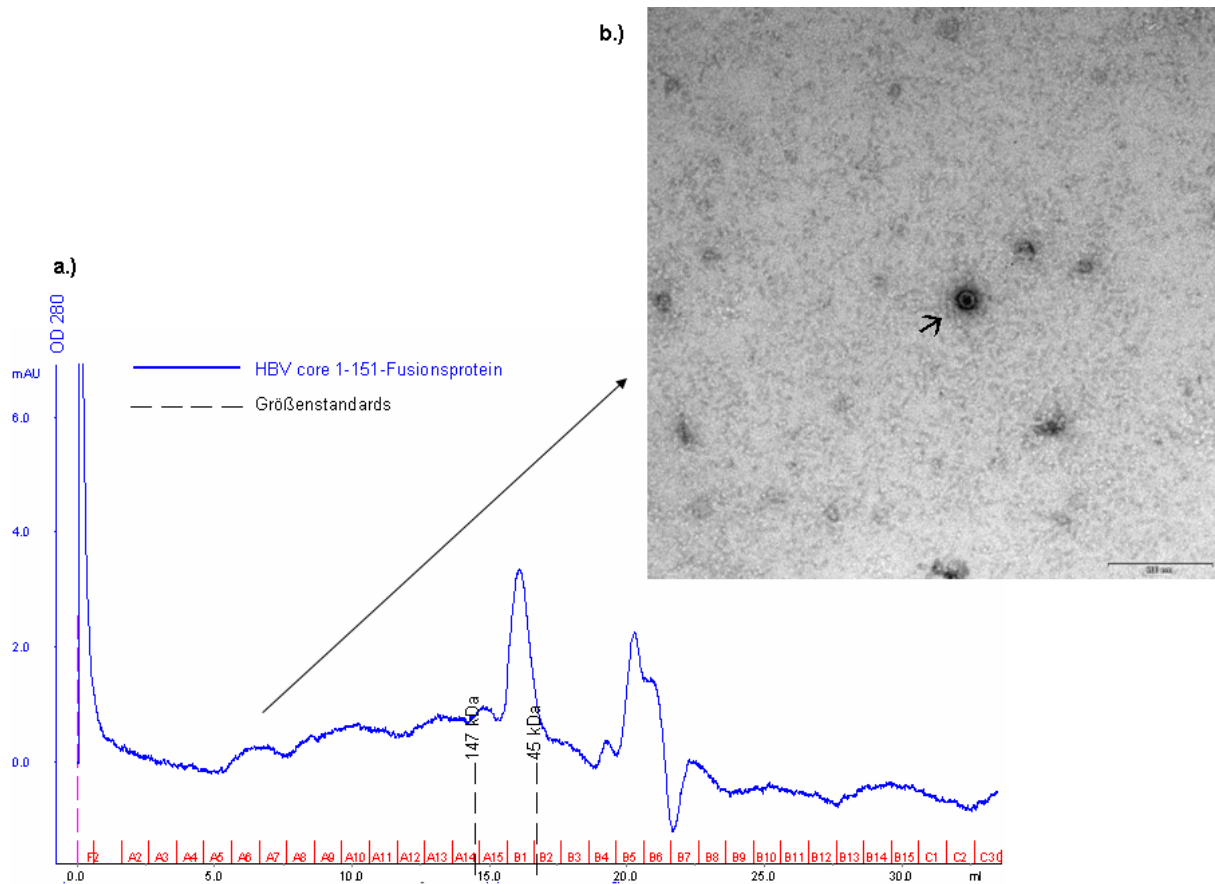 b.)
a.)
OD 280
mAU
HBV core 1-151-Fusionsprotein
Größenstandards
6.0
4.0
2.0
0.0
147 kDa
45 kDa
F2 A2 A3 A4 A5 A6 A7 A8 A9 A10 A11 A12 A13 A14 A15 B1 B2 B3 B4 B5 B6 B7 B8 B9 B10 B11 B12 B13 B14 B15 C1 C2
0.0 5.0 10.0 15.0 20.0 25.0 30.0 ml